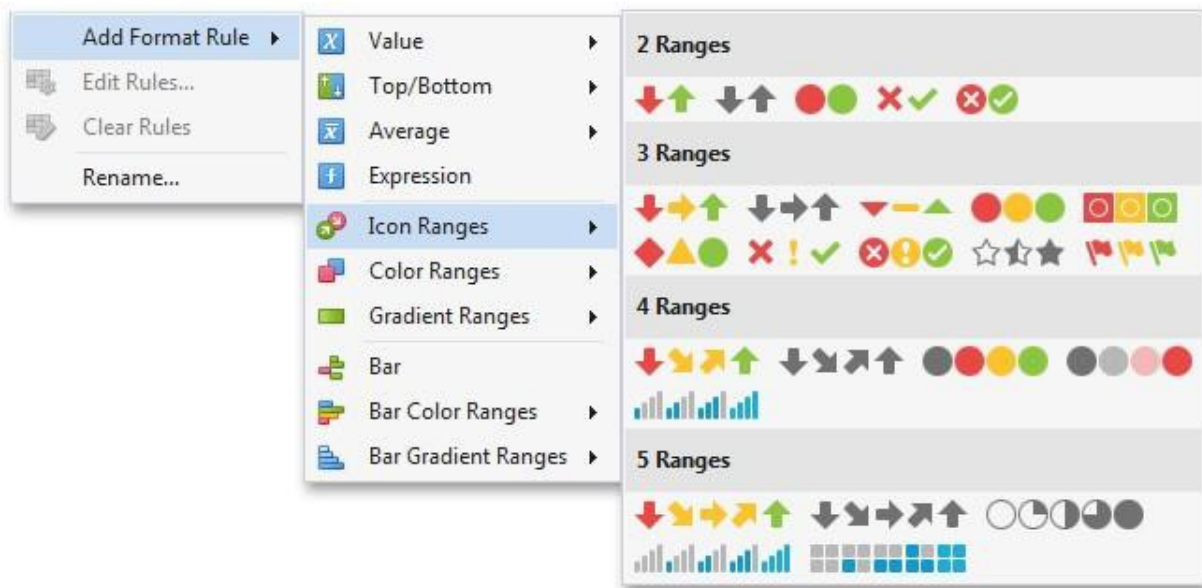 Add Format Rule
Edit Rules...
Clear Rules
Rename...
Value
Top/Bottom
Average
Expression
Icon Ranges
Color Ranges
Gradient Ranges
Bar
Bar Color Ranges
Bar Gradient Ranges
2 Ranges
3 Ranges
4 Ranges
5 Ranges